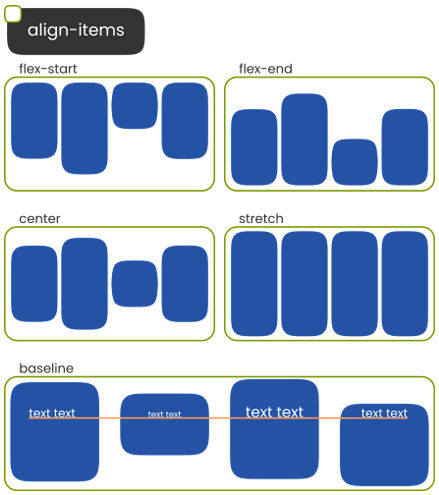 align-items
flex-start
flex-end
center
stretch
baseline
text text
text text
text text
text text